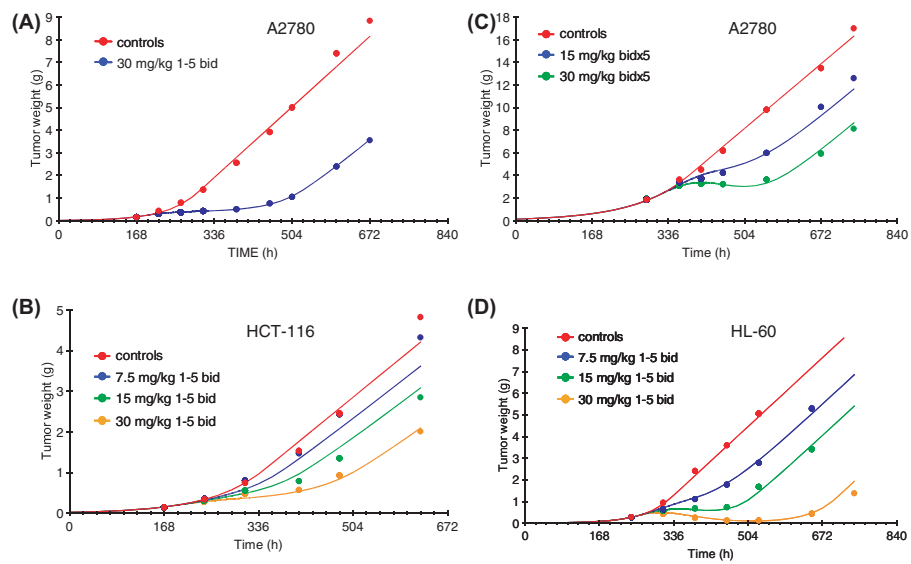 (A)
A2780
controls
30 mg/kg 1-5 bid
Tumor weight (g)
9
8
7
6
5
4
3
2
1
0
0 168 336 504 672 840
TIME (h)
(C)
A2780
controls
15 mg/kg bidx5
30 mg/kg bidx5
Tumor weight (g)
18
16
14
12
10
8
6
4
2
0
0 168 336 504 672 840
Time (h)
(B)
HCT-116
controls
7.5 mg/kg 1-5 bid
15 mg/kg 1-5 bid
30 mg/kg 1-5 bid
Tumor weight (g)
5
4
3
2
1
0
0 168 336 504 672
Time (h)
(D)
HL-60
controls
7.5 mg/kg 1-5 bid
15 mg/kg 1-5 bid
30 mg/kg 1-5 bid
Tumor weight (g)
9
8
7
6
5
4
3
2
1
0
0 168 336 504 672 840
Time (h)